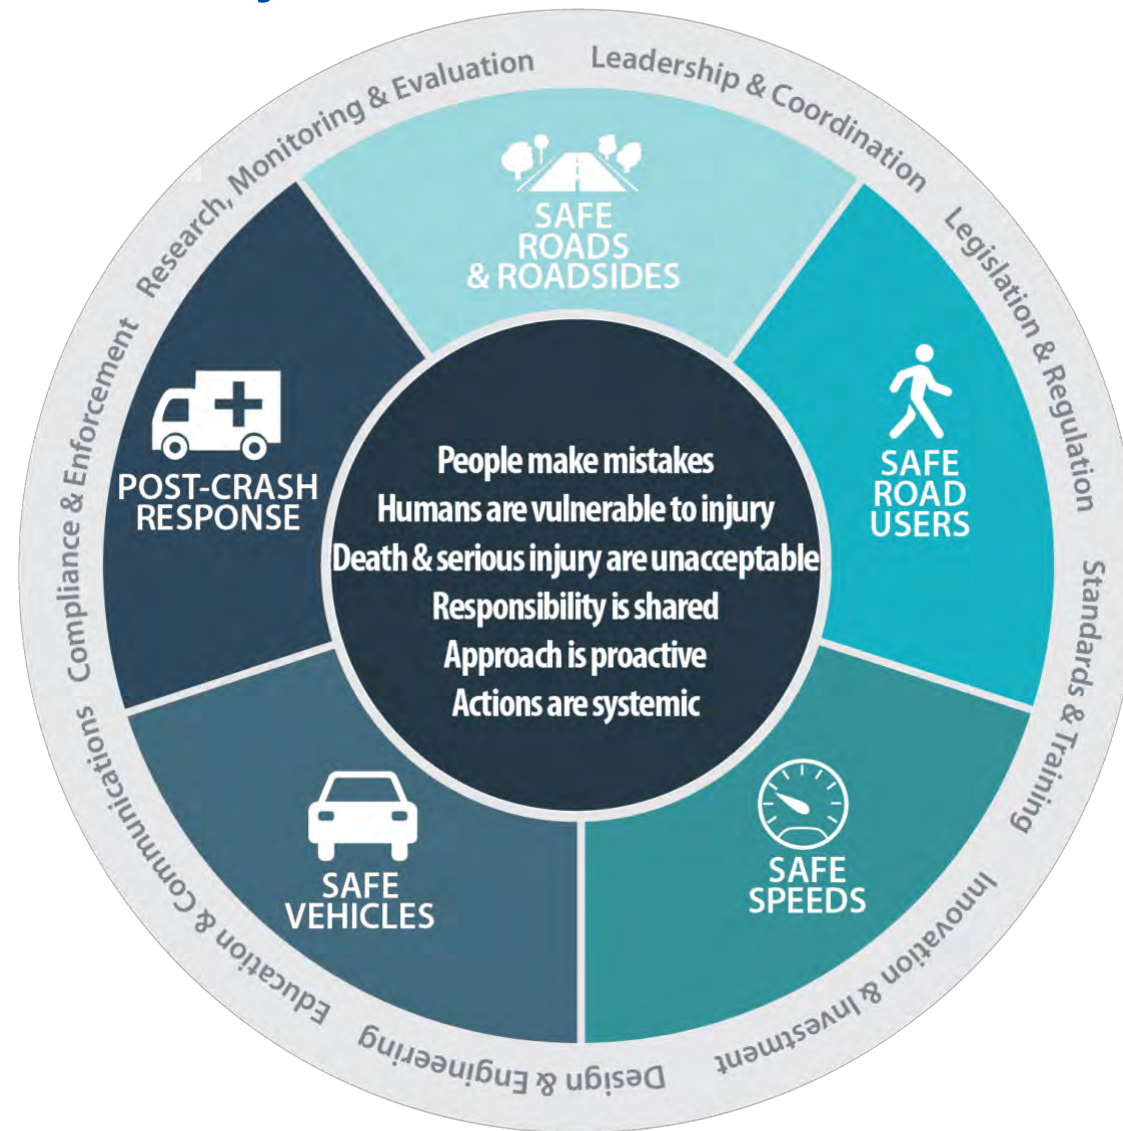 Leadership & Coordination
Legislation & Regulation
Standards & Training
Innovation & Investment
Design & Engineering
Education & Communications
Compliance & Enforcement
Research, Monitoring & Evaluation
SAFE
ROADS
& ROADSIDES
SAFE
ROAD
USERS
SAFE
SPEEDS
SAFE
VEHICLES
POST-CRASH
RESPONSE
People make mistakes
Humans are vulnerable to injury
Death & serious injury are unacceptable
Responsibility is shared
Approach is proactive
Actions are systemic